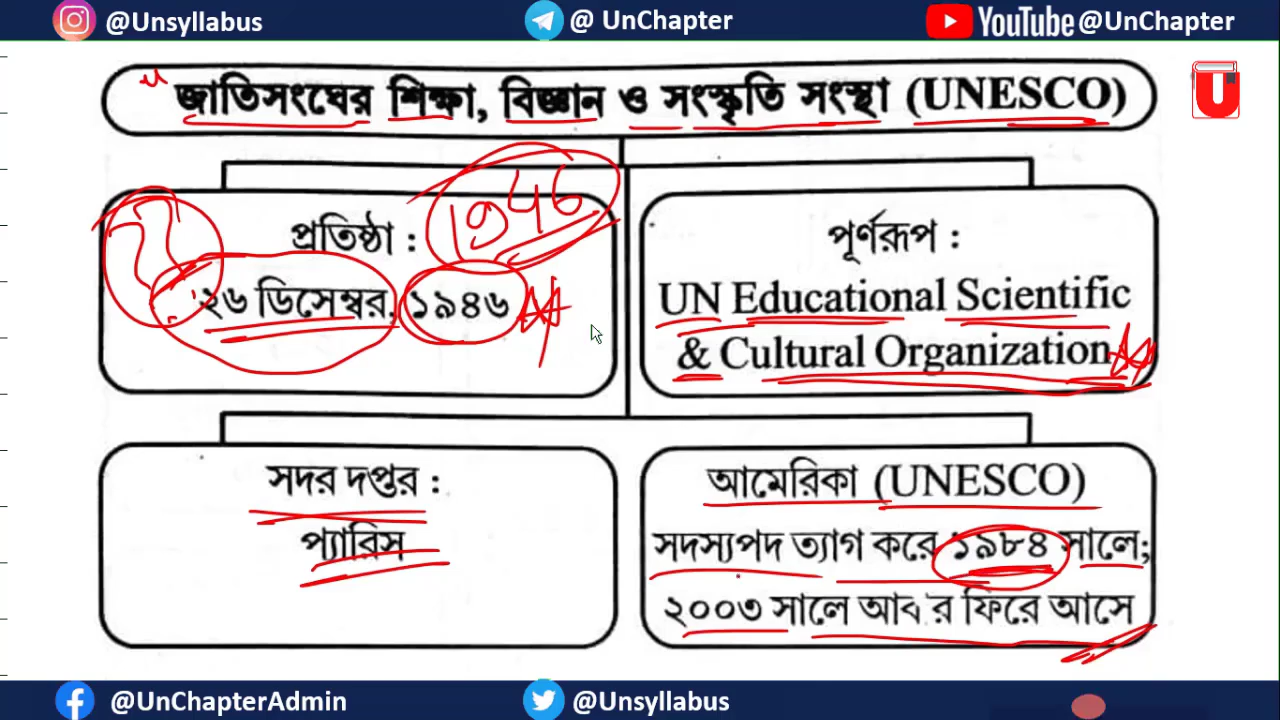 @Unsyllabus
@ UnChapter
YouTube @UnChapter
জাতিসংঘের শিক্ষা, বিজ্ঞান ও সংস্কৃতি সংস্থা (UNESCO)
প্রতিষ্ঠা :
1946
২৬ ডিসেম্বর, ১৯৪৬
পূর্ণরূপ :
UN Educational Scientific
& Cultural Organization
সদর দপ্তর :
প্যারিস
আমেরিকা (UNESCO)
সদস্যপদ ত্যাগ করে ১৯৮৪ সালে;
২০০৩ সালে আবার ফিরে আসে
@UnChapterAdmin
@Unsyllabus